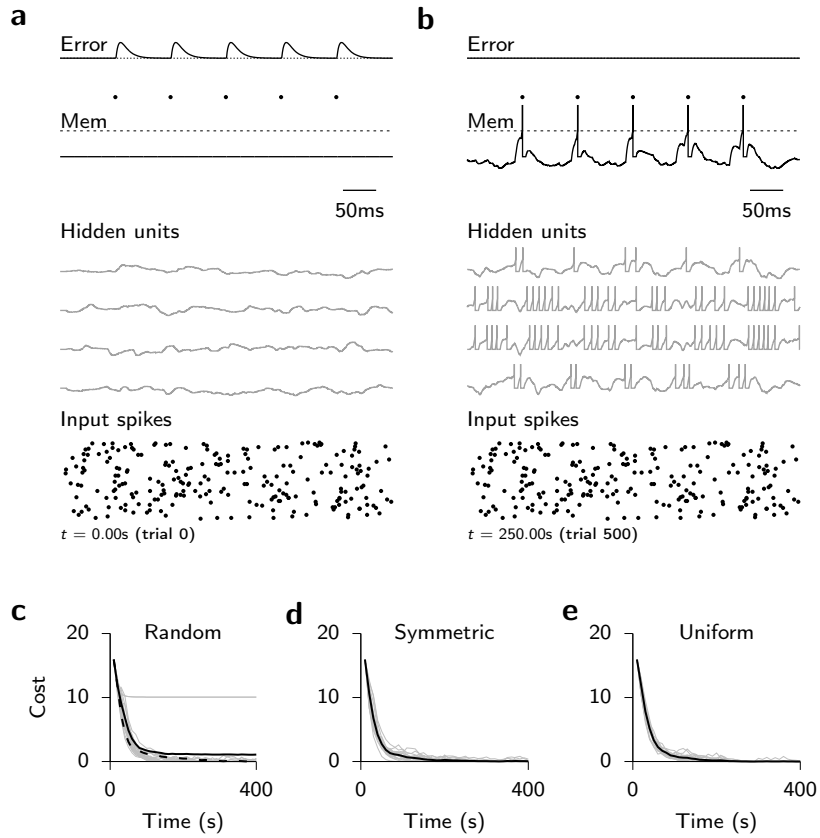 a
Error
Mem
50ms
Hidden units
Input spikes
t = 0.00s (trial 0)
b
Error
Mem
50ms
Hidden units
Input spikes
t = 250.00s (trial 500)
c
Random
20
10
0
Cost
0 400
Time (s)
d
Symmetric
20
10
0
0 400
Time (s)
e
Uniform
20
10
0
0 400
Time (s)